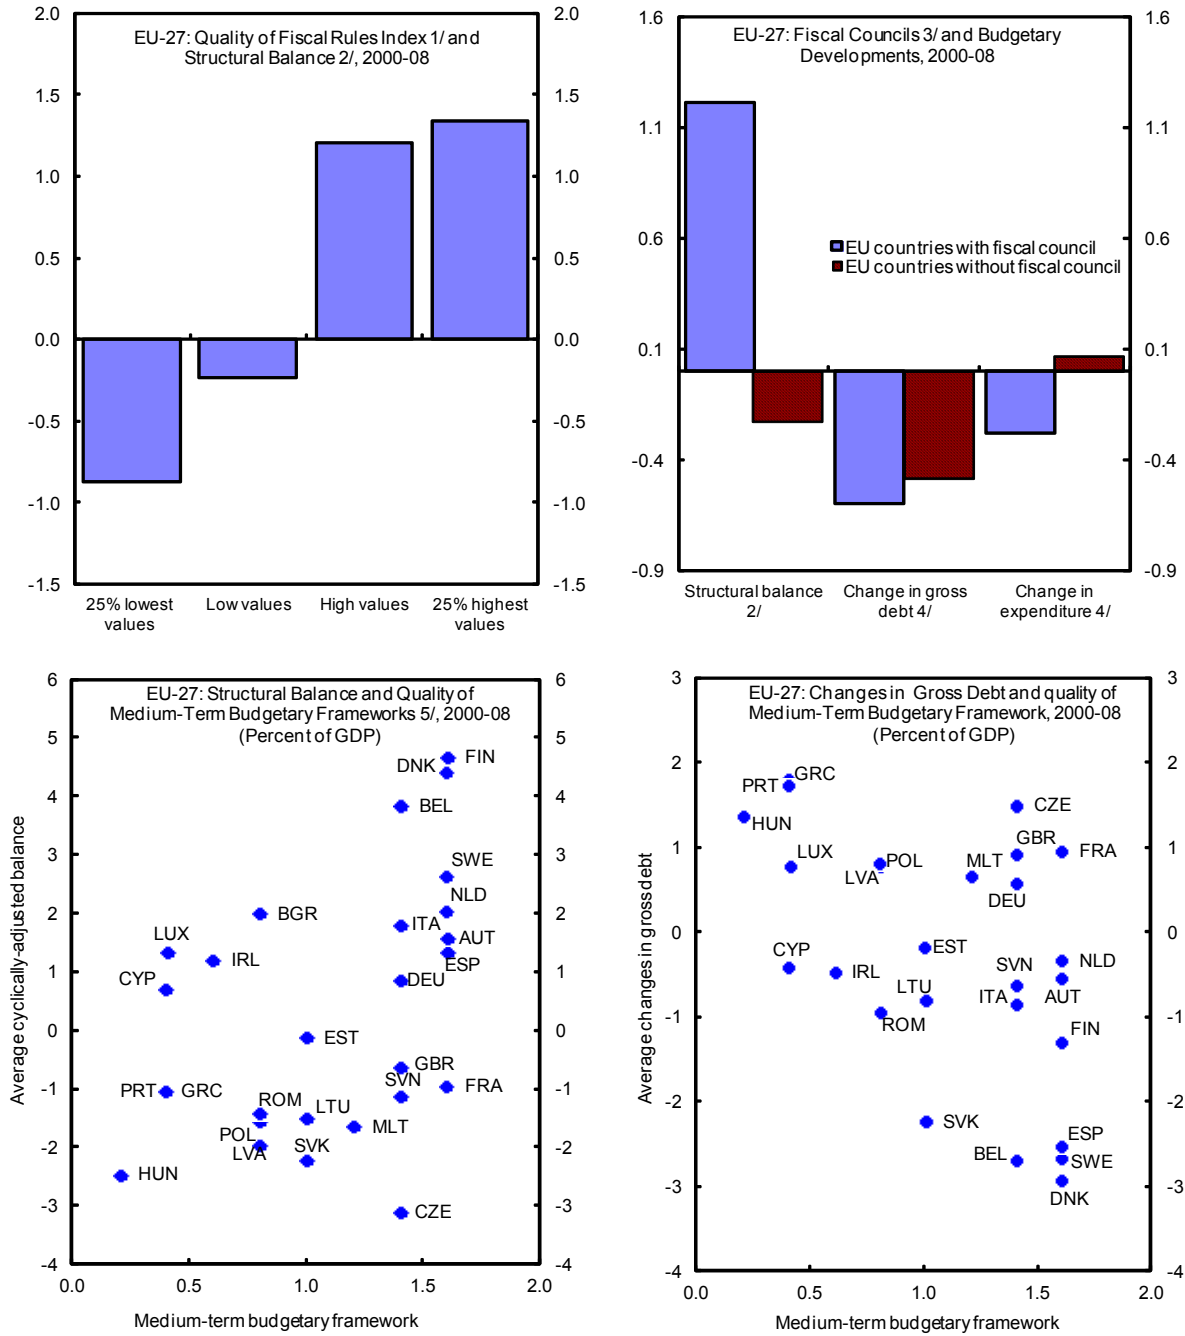 EU-27: Quality of Fiscal Rules Index 1/ and
Structural Balance 2/, 2000-08
2.0
1.5
1.0
0.5
0.0
-0.5
-1.0
-1.5
2.0
1.5
1.0
0.5
0.0
-0.5
-1.0
-1.5
25% lowest
values
Low values
High values
25% highest
values
EU-27: Fiscal Councils 3/ and Budgetary
Developments, 2000-08
1.6
1.1
0.6
0.1
-0.4
-0.9
1.6
1.1
0.6
0.1
-0.4
-0.9
EU countries with fiscal council
EU countries without fiscal council
Structural balance
2/
Change in gross
debt 4/
Change in
expenditure 4/
EU-27: Structural Balance and Quality of
Medium-Term Budgetary Frameworks 5/, 2000-08
(Percent of GDP)
Average cyclically-adjusted balance
6
5
4
3
2
1
0
-1
-2
-3
-4
6
5
4
3
2
1
0
-1
-2
-3
-4
FIN
DNK
BEL
SWE
NLD
BGR
ITA
LUX
AUT
IRL
ESP
CYP
DEU
EST
GBR
SVN
PRT
GRC
FRA
ROM
LTU
MLT
POL
LVA
SVK
HUN
CZE
0.0
0.5
1.0
1.5
2.0
Medium-term budgetary framework
EU-27: Changes in Gross Debt and quality of
Medium-Term Budgetary Framework, 2000-08
(Percent of GDP)
Average changes in gross debt
3
2
1
0
-1
-2
-3
-4
3
2
1
0
-1
-2
-3
-4
GRC
PRT
CZE
HUN
GBR
LUX
FRA
POL
MLT
LVA
DEU
CYP
EST
NLD
IRL
SVN
LTU
ITA
AUT
ROM
FIN
SVK
ESP
BEL
SWE
DNK
0.0
0.5
1.0
1.5
2.0
Medium-term budgetary framework